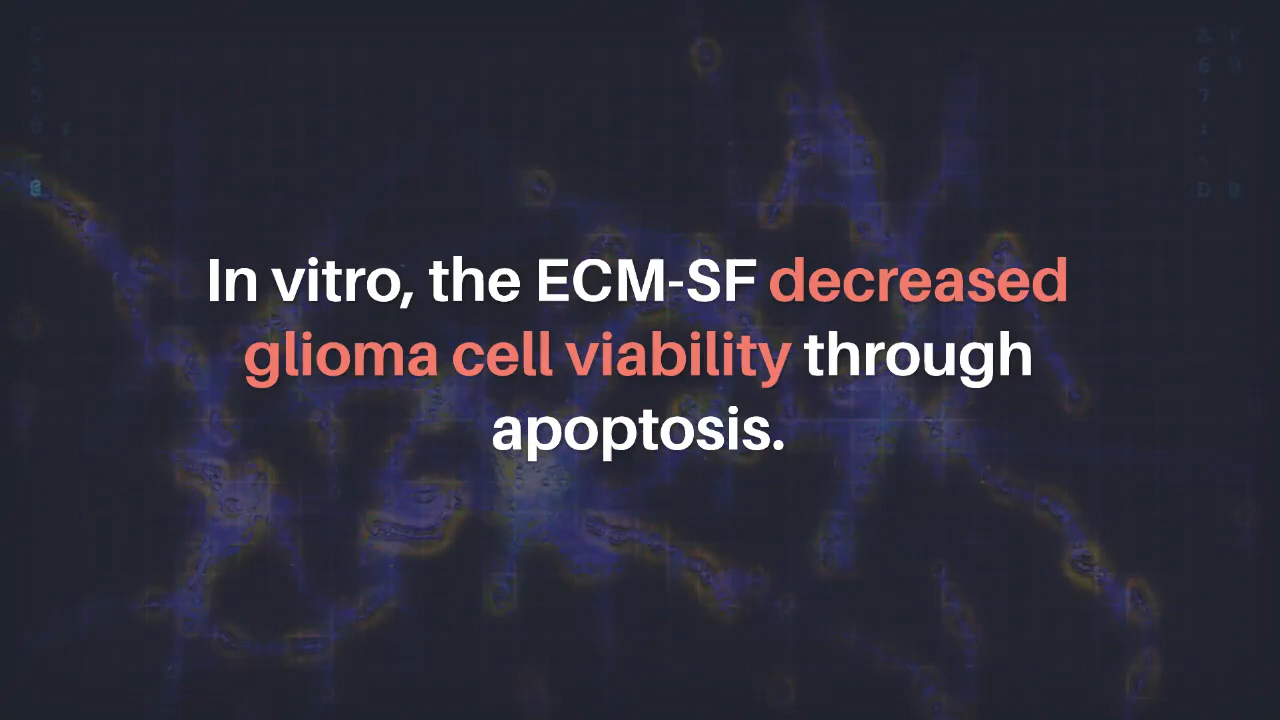 In vitro, the ECM-SF decreased
glioma cell viability through
apoptosis.